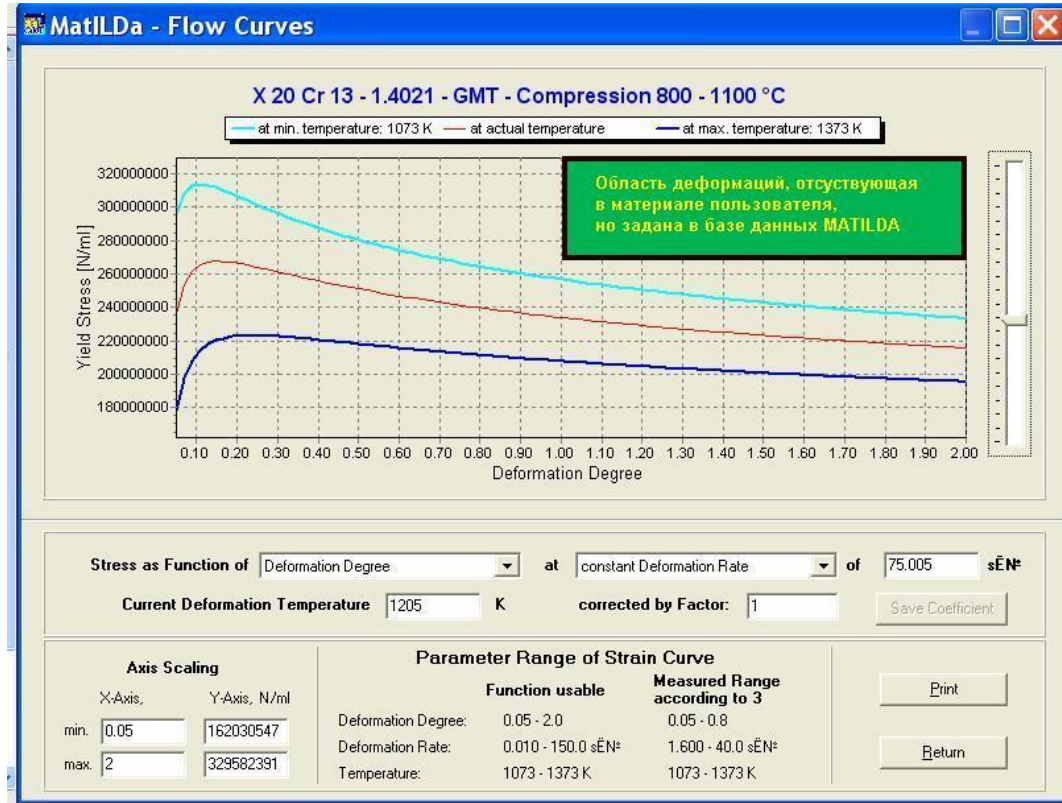 MatILDa - Flow Curves
X 20 Cr 13 - 1.4021 - GMT - Compression 800 - 1100 °C
at min. temperature: 1073 K
at actual temperature
at max. temperature: 1373 K
Область деформаций, отсуствующая
в материале пользователя,
но задана в базе данных MATILDA
Yield Stress [N/ml]
320000000
300000000
280000000
260000000
240000000
220000000
200000000
180000000
0.10 0.20 0.30 0.40 0.50 0.60 0.70 0.80 0.90 1.00 1.10 1.20 1.30 1.40 1.50 1.60 1.70 1.80 1.90 2.00
Deformation Degree
Stress as Function of Deformation Degree at constant Deformation Rate of 75.005 sĒN±
Current Deformation Temperature 1205 K corrected by Factor: 1 Save Coefficient
Axis Scaling
X-Axis, Y-Axis, N/ml
min. 0.05 162030547
max. 2 329582391
Parameter Range of Strain Curve
Function usable
Measured Range
according to 3
Deformation Degree: 0.05 - 2.0 0.05 - 0.8
Deformation Rate: 0.010 - 150.0 sËN± 1.600 - 40.0 sËN±
Temperature: 1073 - 1373 K 1073 - 1373 K
Print
Return